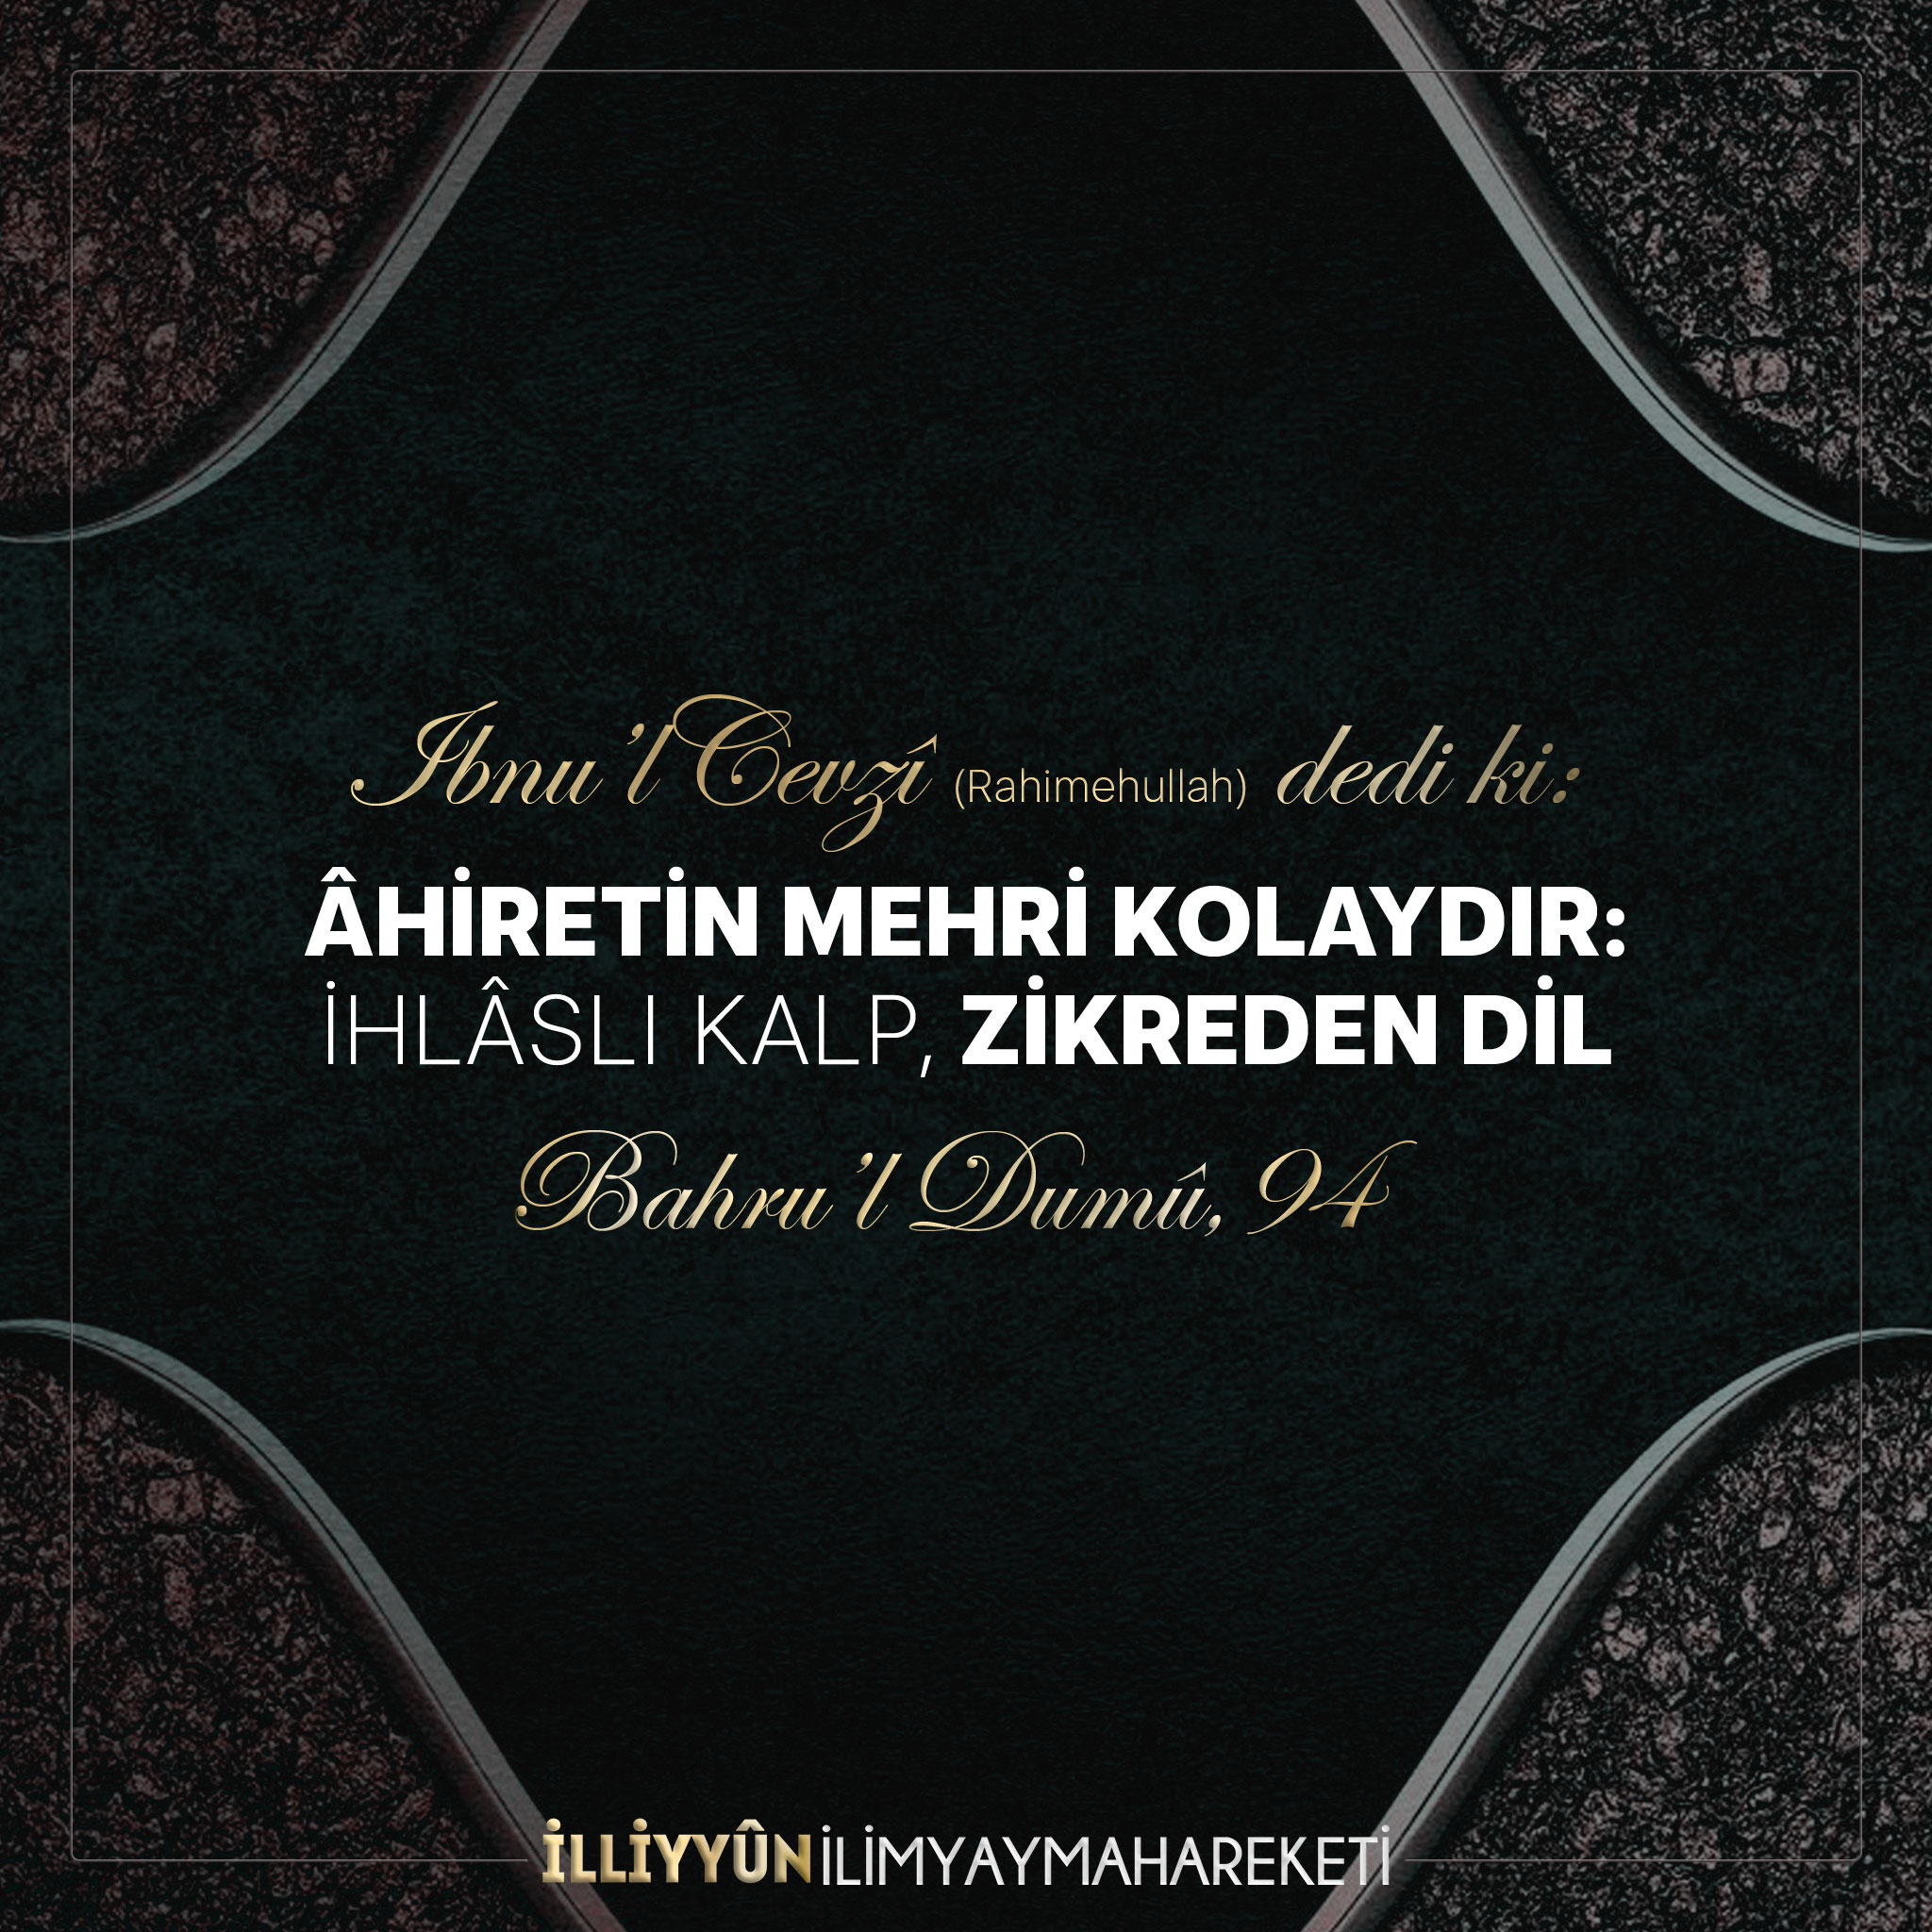 Ibnu'l Cevzî (Rahimehullah) dedi ki:
ÂHİRETİN MEHRİ KOLAYDIR:
İHLÂSLI KALP, ZİKREDEN DİL
Bahru'l Dumû, 94
İLLİYYÛN İLİMYAYMAHAREKETİ